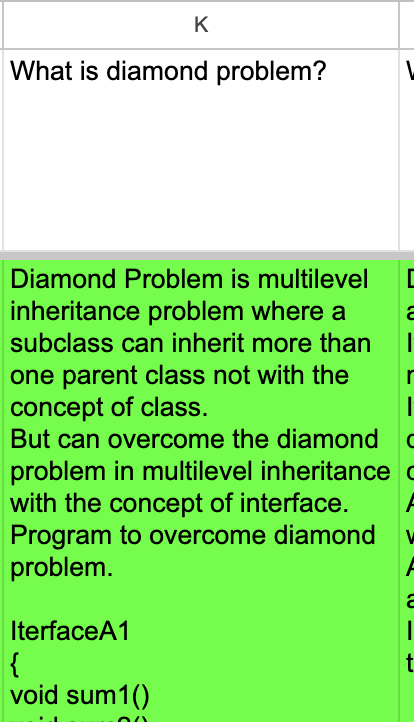 K
What is diamond problem?
Diamond Problem is multilevel
inheritance problem where a
subclass can inherit more than
one parent class not with the
concept of class.
But can overcome the diamond
problem in multilevel inheritance
with the concept of interface.
Program to overcome diamond
problem.
IterfaceA1
{
void sum1()